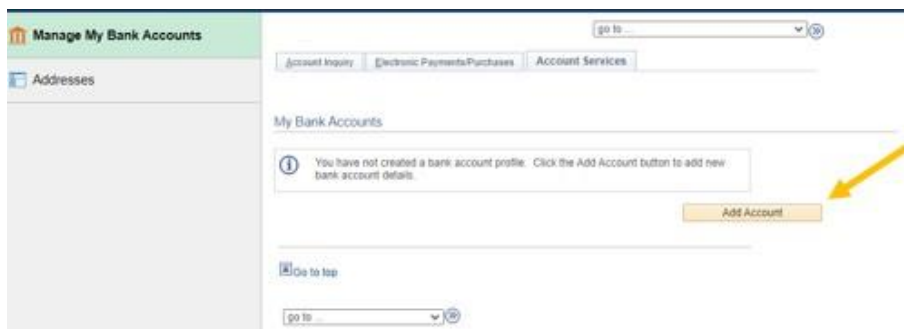 Manage My Bank Accounts
Addresses
go to ...
Account Inquiry
Electronic Payments/Purchases
Account Services
My Bank Accounts
You have not created a bank account profile. Click the Add Account button to add new
bank account details.
Add Account
Go to top
go to ...